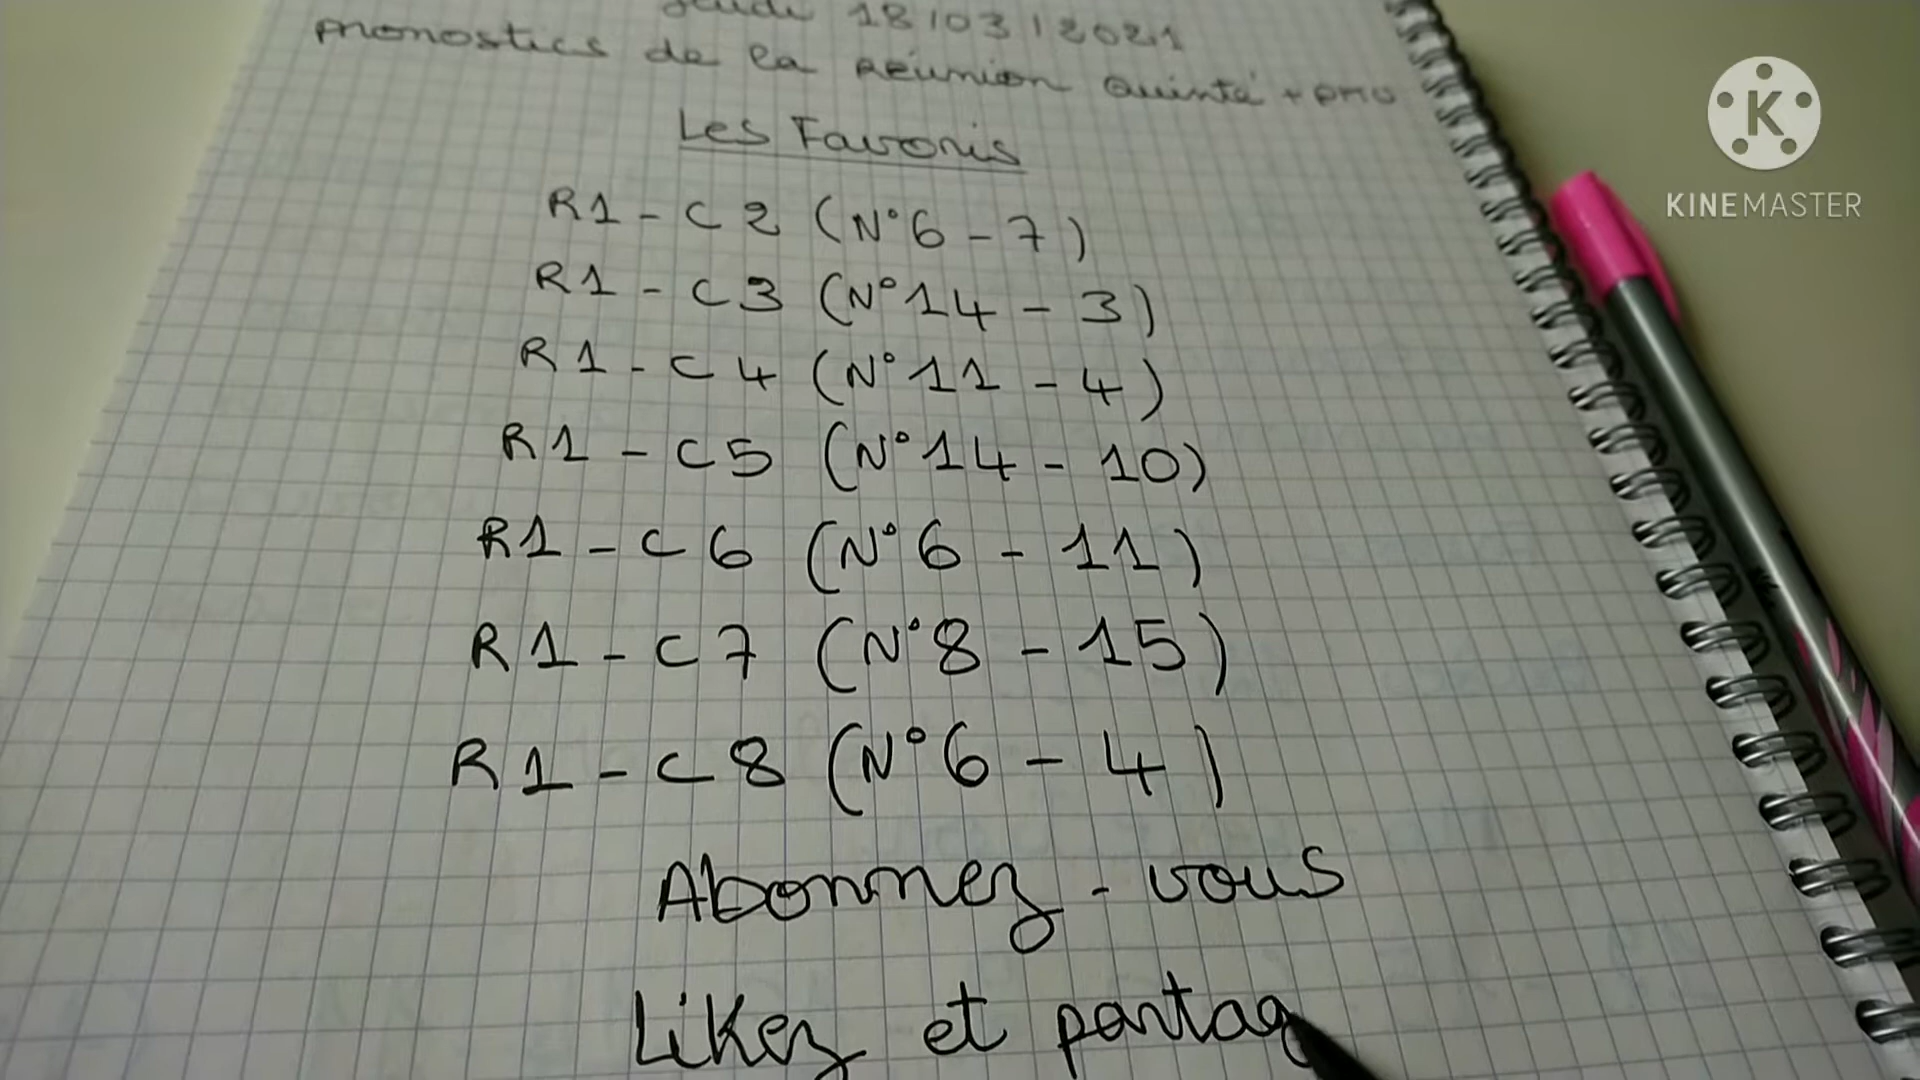 Jeudi 18/03/2021
pronostics de la Réunion Quinté + PMU
Les Favoris
R1 - C2 (N°6 - 7)
R1 - C3 (N°14 - 3)
R1 - C4 (N°11 - 4)
R1 - C5 (N°14 - 10)
R1 - C6 (N°6 - 11)
R1 - C7 (N°8 - 15)
R1 - C8 (N°6 - 4)
Abonnez - vous
Likez et partag
K
KINEMASTER